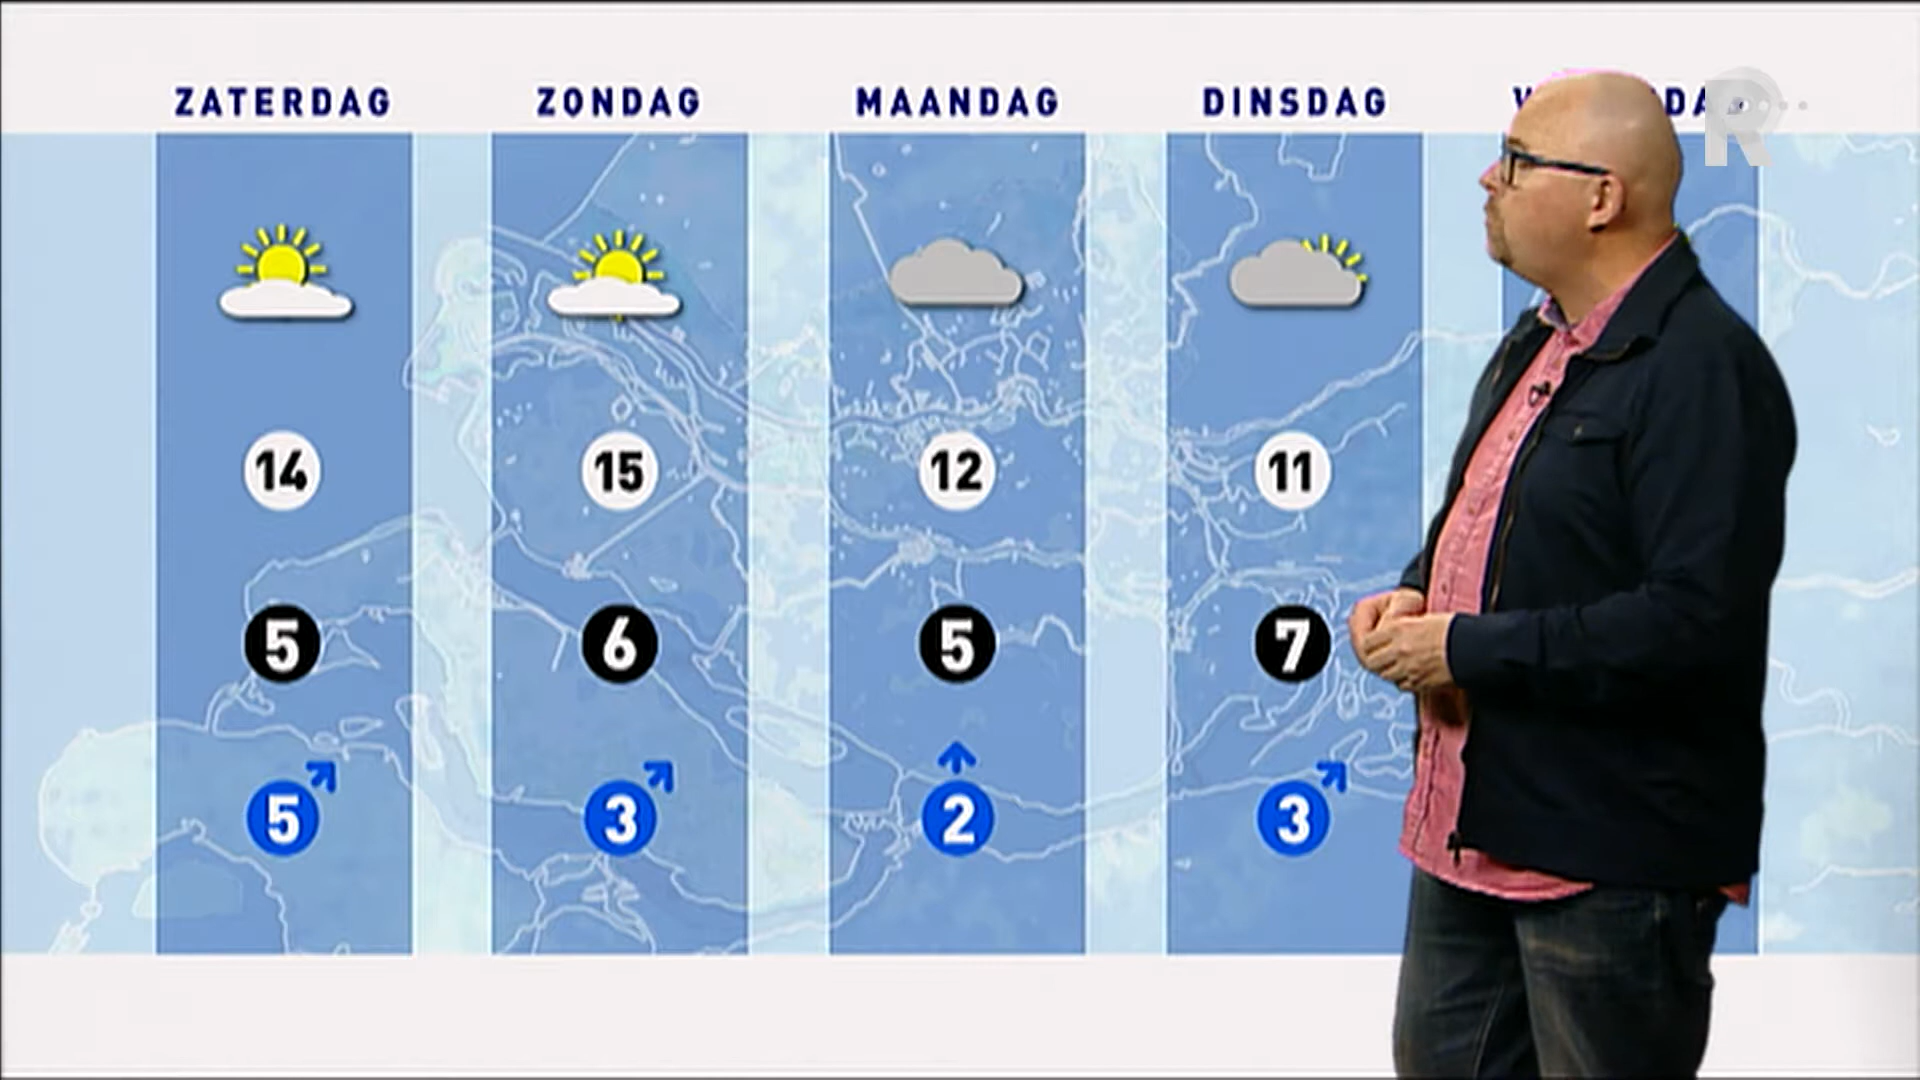 ZATERDAG ZONDAG MAANDAG DINSDAG
14 15 12 11
5 6 5 7
5 3 2 3
R